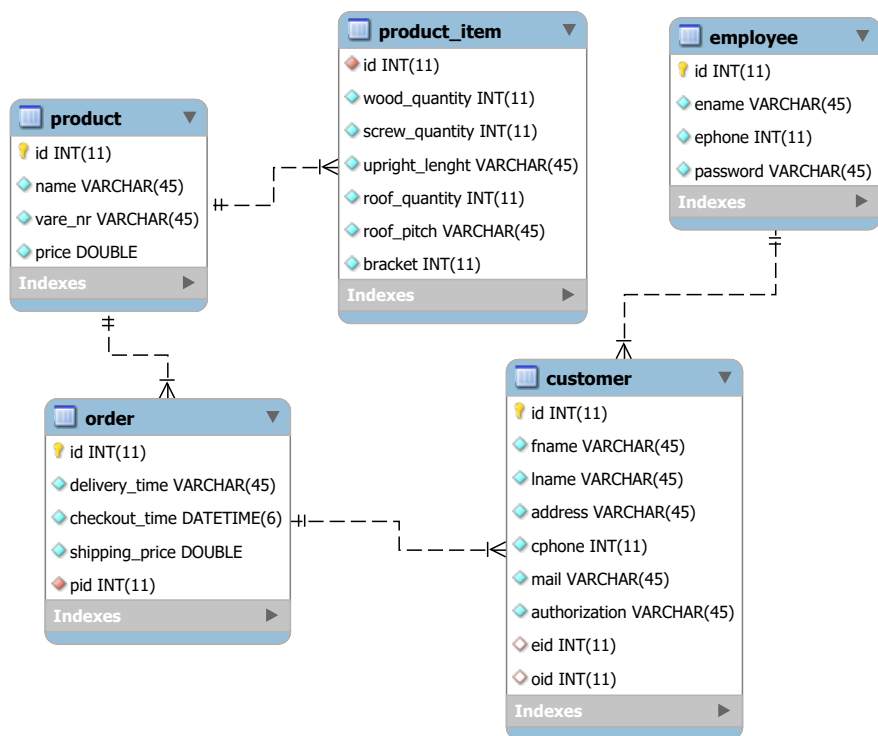 product
id INT(11)
name VARCHAR(45)
vare_nr VARCHAR(45)
price DOUBLE
Indexes
product_item
id INT(11)
wood_quantity INT(11)
screw_quantity INT(11)
upright_lenght VARCHAR(45)
roof_quantity INT(11)
roof_pitch VARCHAR(45)
bracket INT(11)
Indexes
employee
id INT(11)
ename VARCHAR(45)
ephone INT(11)
password VARCHAR(45)
Indexes
order
id INT(11)
delivery_time VARCHAR(45)
checkout_time DATETIME(6)
shipping_price DOUBLE
pid INT(11)
Indexes
customer
id INT(11)
fname VARCHAR(45)
lname VARCHAR(45)
address VARCHAR(45)
cphone INT(11)
mail VARCHAR(45)
authorization VARCHAR(45)
eid INT(11)
oid INT(11)
Indexes